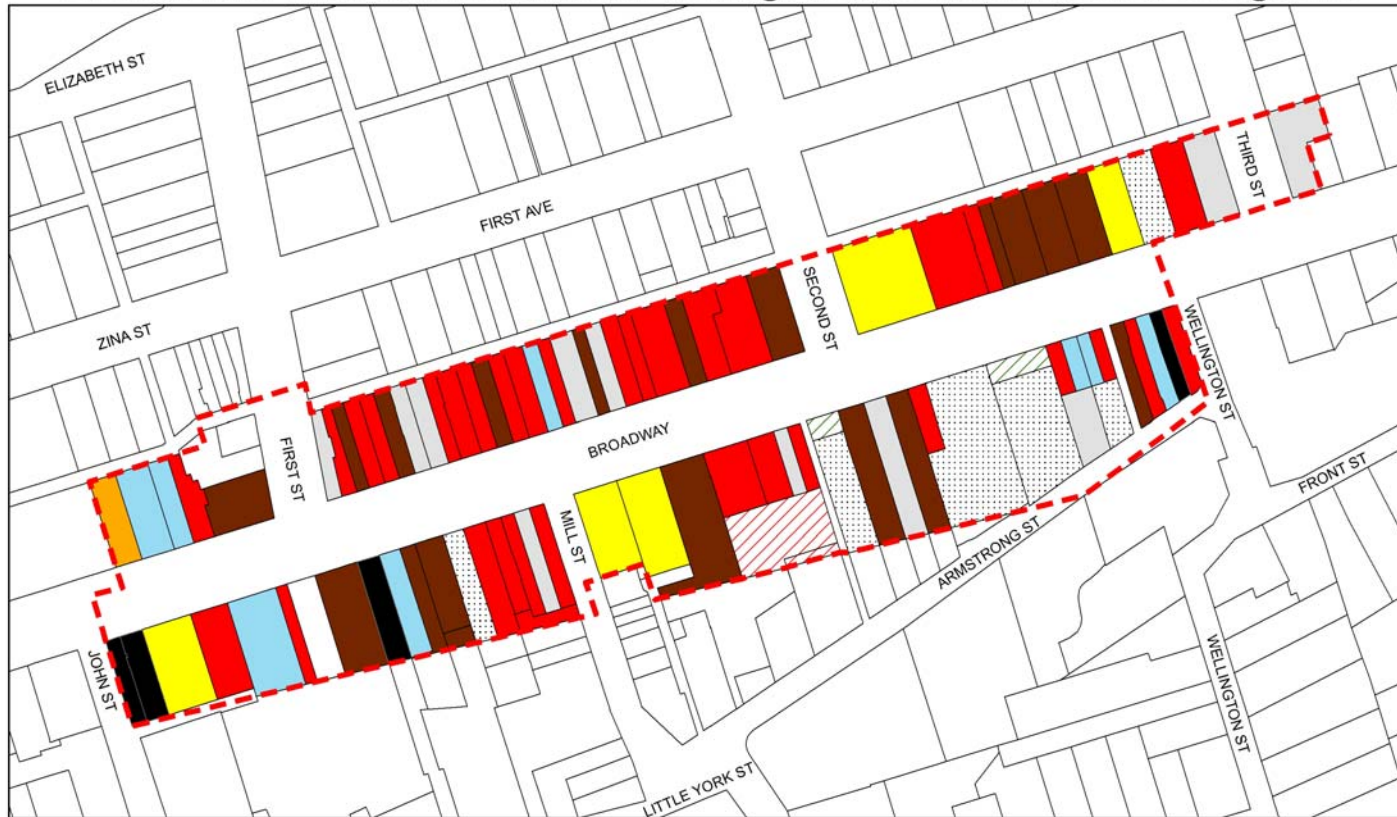 ELIZABETH ST
THIRD ST
FIRST AVE
ZINA ST
SECOND ST
WELLINGTON ST
BROADWAY
FIRST ST
MILL ST
FRONT ST
ARMSTRONG ST
JOHN ST
WELLINGTON ST
LITTLE YORK ST